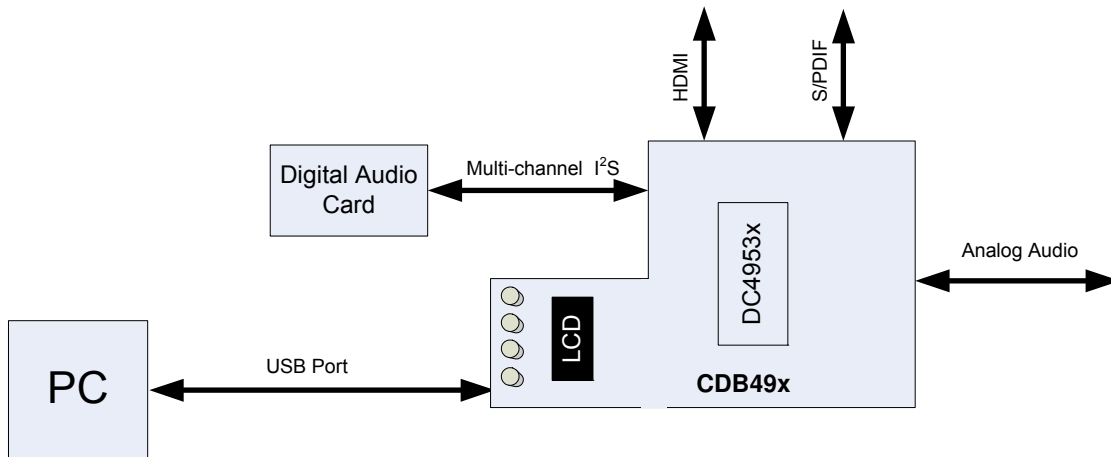 HDMI
S/PDIF
Digital Audio
Card
Multi-channel I²S
DC4953x
Analog Audio
LCD
PC
USB Port
CDB49x